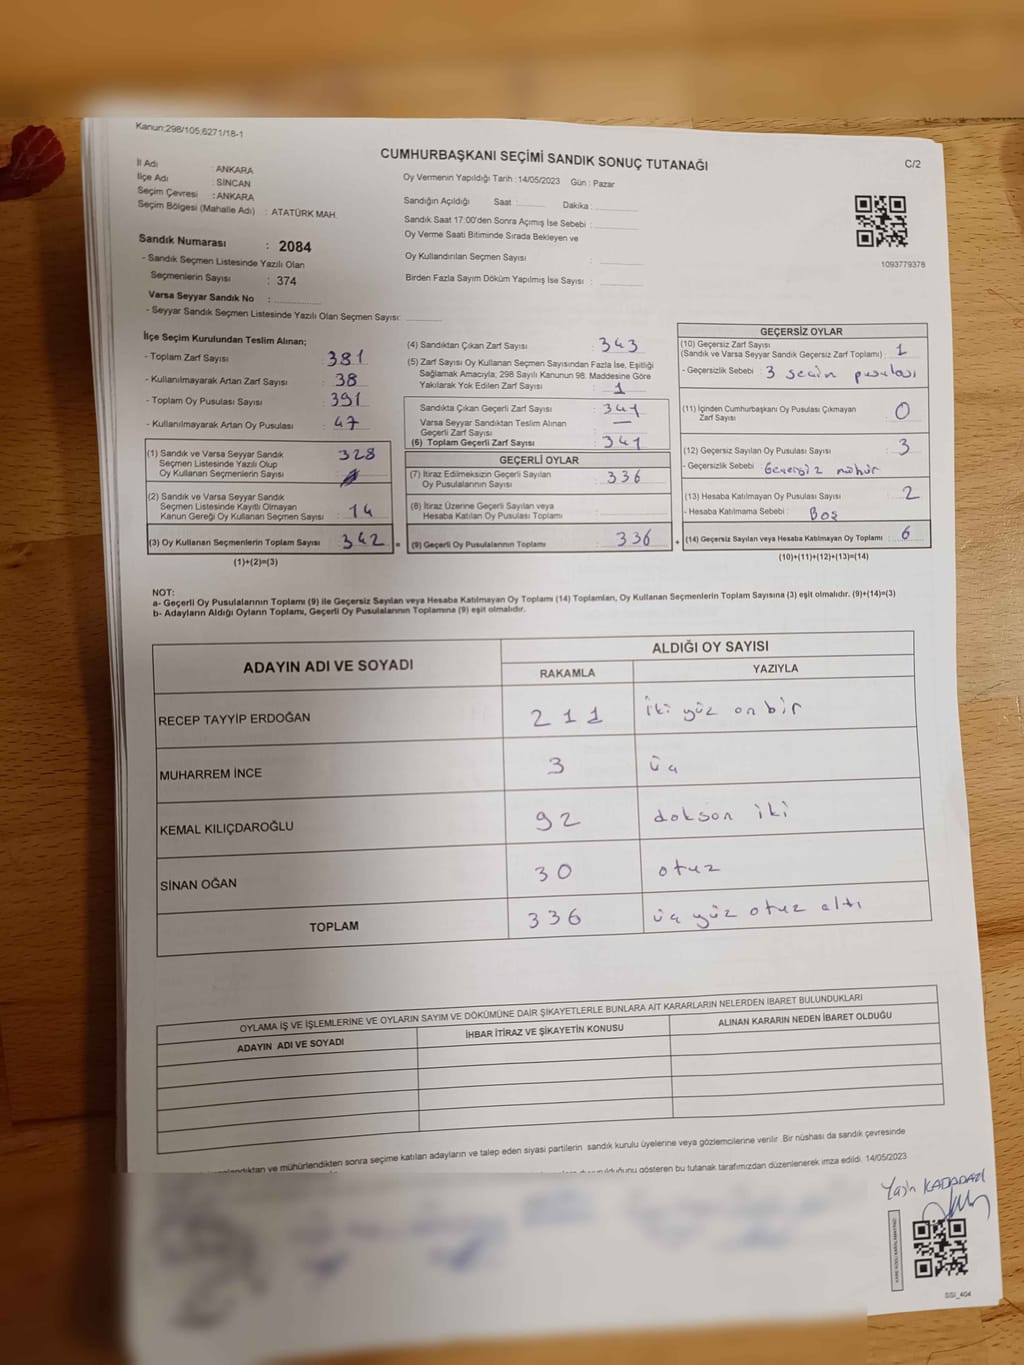 Kanun:298/105,6271/18-1
CUMHURBAŞKANI SEÇİMİ SANDIK SONUÇ TUTANAĞI
C/2
İl Adı : ANKARA
İlçe Adı : SİNCAN
Seçim Çevresi : ANKARA
Seçim Bölgesi (Mahalle Adı) : ATATÜRK MAH.
Sandık Numarası : 2084
- Sandık Seçmen Listesinde Yazılı Olan
Seçmenlerin Sayısı : 374
Varsa Seyyar Sandık No :
- Seyyar Sandık Seçmen Listesinde Yazılı Olan Seçmen Sayısı:
Oy Vermenin Yapıldığı Tarih : 14/05/2023 Gün : Pazar
Sandığın Açıldığı Saat : Dakika :
Sandık Saat 17:00'den Sonra Açımış İse Sebebi :
Oy Verme Saati Bitiminde Sırada Bekleyen ve
Oy Kullandırılan Seçmen Sayısı :
Birden Fazla Sayım Döküm Yapılmış İse Sayısı :
1093779378
İlçe Seçim Kurulundan Teslim Alınan;
- Toplam Zarf Sayısı : 381
- Kullanılmayarak Artan Zarf Sayısı : 38
- Toplam Oy Pusulası Sayısı : 391
- Kullanılmayarak Artan Oy Pusulası : 47
(1) Sandık ve Varsa Seyyar Sandık 328
Seçmen Listesinde Yazılı Olup
Oy Kullanan Seçmenlerin Sayısı :
(2) Sandık ve Varsa Seyyar Sandık
Seçmen Listesinde Kayıtlı Olmayan
Kanun Gereği Oy Kullanan Seçmen Sayısı : 14
(3) Oy Kullanan Seçmenlerin Toplam Sayısı : 342
(1)+(2)=(3)
(4) Sandıktan Çıkan Zarf Sayısı : 343
(5) Zarf Sayısı Oy Kullanan Seçmen Sayısından Fazla İse, Eşitliği
Sağlamak Amacıyla, 298 Sayılı Kanunun 98. Maddesine Göre
Yakılarak Yok Edilen Zarf Sayısı : 1
Sandıkta Çıkan Geçerli Zarf Sayısı : 341
Varsa Seyyar Sandıktan Teslim Alınan
Geçerli Zarf Sayısı : —
(6) Toplam Geçerli Zarf Sayısı : 341
GEÇERLİ OYLAR
(7) İtiraz Edilmeksizin Geçerli Sayılan
Oy Pusulalarının Sayısı : 336
(8) İtiraz Üzerine Geçerli Sayılan veya
Hesaba Katılan Oy Pusulası Toplamı :
= (9) Geçerli Oy Pusulalarının Toplamı : 336
GEÇERSİZ OYLAR
(10) Geçersiz Zarf Sayısı
(Sandık ve Varsa Seyyar Sandık Geçersiz Zarf Toplamı) : 1
- Geçersizlik Sebebi : 3 seçim pusulası
(11) İçinden Cumhurbaşkanı Oy Pusulası Çıkmayan
Zarf Sayısı : 0
(12) Geçersiz Sayılan Oy Pusulası Sayısı : 3
- Geçersizlik Sebebi : Geçersiz mühür
(13) Hesaba Katılmayan Oy Pusulası Sayısı : 2
- Hesaba Katılmama Sebebi : Boş
+ (14) Geçersiz Sayılan veya Hesaba Katılmayan Oy Toplamı : 6
(10)+(11)+(12)+(13)=(14)
NOT:
a- Geçerli Oy Pusulalarının Toplamı (9) ile Geçersiz Sayılan veya Hesaba Katılmayan Oy Toplamı (14) Toplamları, Oy Kullanan Seçmenlerin Toplam Sayısına (3) eşit olmalıdır. (9)+(14)=(3)
b- Adayların Aldığı Oyların Toplamı, Geçerli Oy Pusulalarının Toplamına (9) eşit olmalıdır.
ADAYIN ADI VE SOYADI
ALDIĞI OY SAYISI
RAKAMLA YAZIYLA
RECEP TAYYİP ERDOĞAN 211 iki yüz on bir
MUHARREM İNCE 3 üç
KEMAL KILIÇDAROĞLU 92 doksan iki
SİNAN OĞAN 30 otuz
TOPLAM 336 üç yüz otuz altı
OYLAMA İŞ VE İŞLEMLERİNE VE OYLARIN SAYIM VE DÖKÜMÜNE DAİR ŞİKAYETLERLE BUNLARA AİT KARARLARIN NELERDEN İBARET BULUNDUKLARI
ADAYIN ADI VE SOYADI İHBAR İTİRAZ VE ŞİKAYETİN KONUSU ALINAN KARARIN NEDEN İBARET OLDUĞU
ve mühürlendikten sonra seçime katılan adayların ve talep eden siyasi partilerin sandık kurulu üyelerine veya gözlemcilerine verilir. Bir nüshası da sandık çevresinde
gösteren bu tutanak tarafımızdan düzenlenerek imza edildi. 14/05/2023
SSI_404